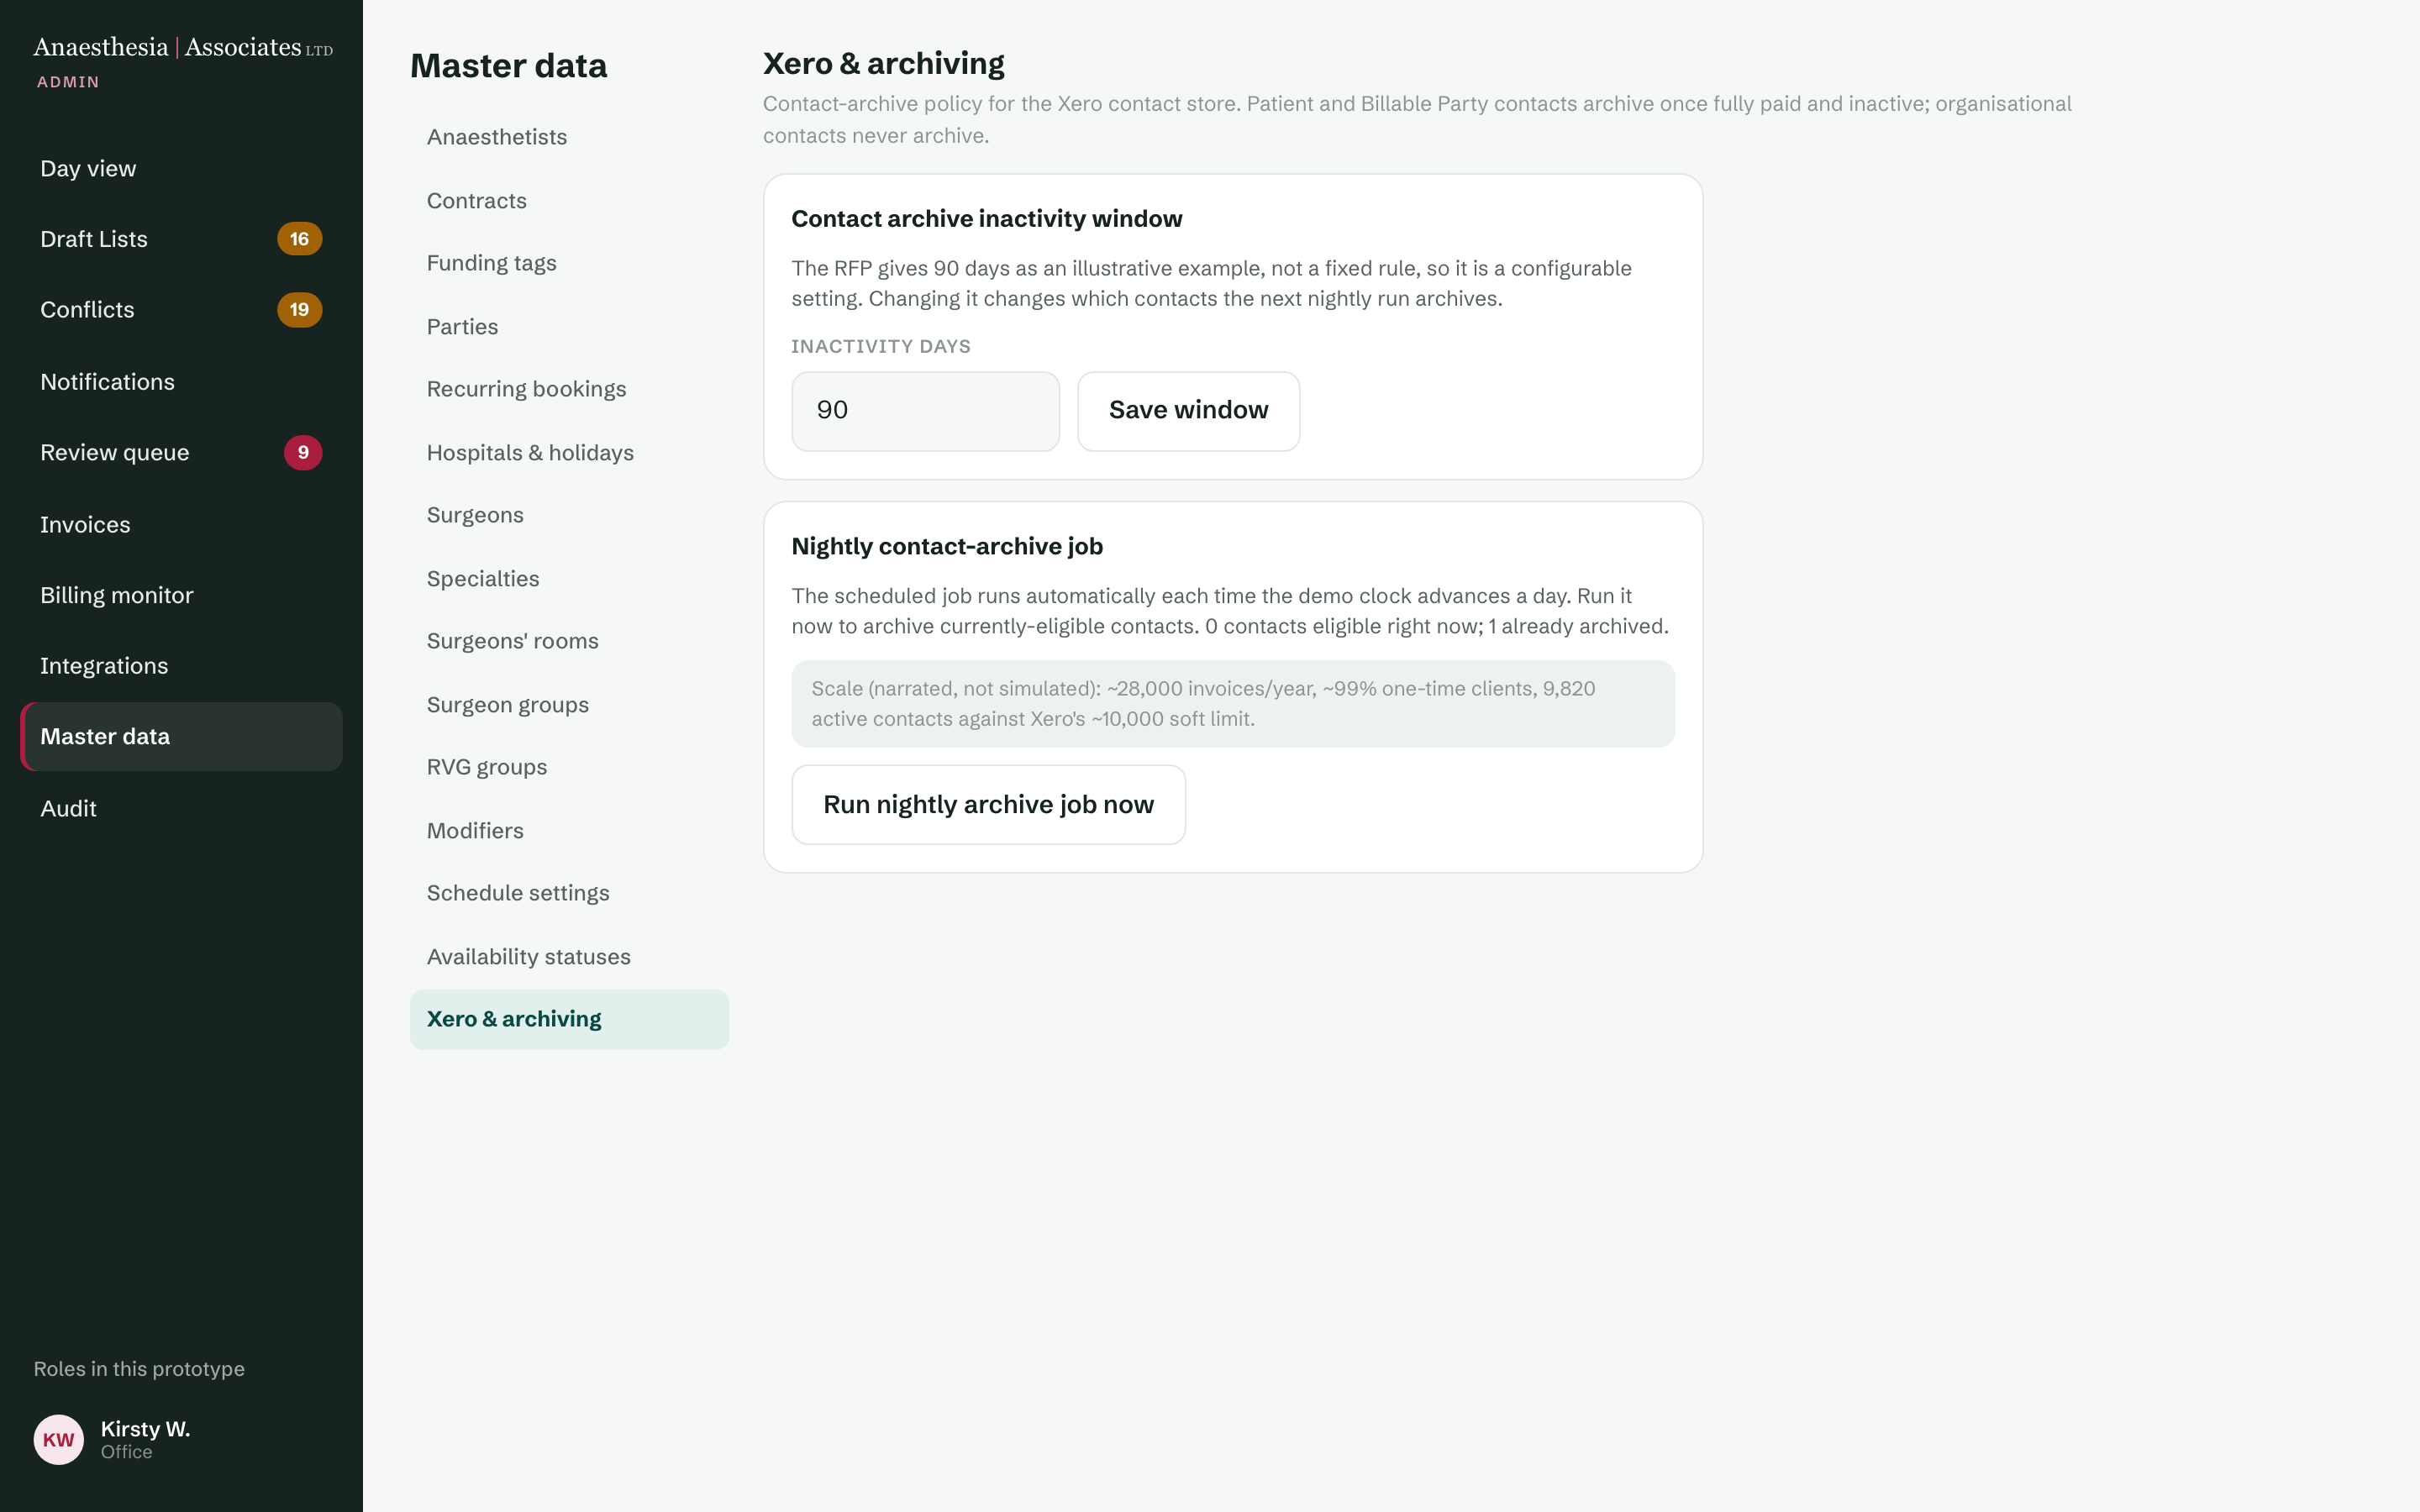 Anaesthesia | Associates LTD
ADMIN
Day view
Draft Lists 16
Conflicts 19
Notifications
Review queue 9
Invoices
Billing monitor
Integrations
Master data
Audit
Roles in this prototype
KW
Kirsty W.
Office
Master data
Anaesthetists
Contracts
Funding tags
Parties
Recurring bookings
Hospitals & holidays
Surgeons
Specialties
Surgeons' rooms
Surgeon groups
RVG groups
Modifiers
Schedule settings
Availability statuses
Xero & archiving
Xero & archiving
Contact-archive policy for the Xero contact store. Patient and Billable Party contacts archive once fully paid and inactive; organisational
contacts never archive.
Contact archive inactivity window
The RFP gives 90 days as an illustrative example, not a fixed rule, so it is a configurable
setting. Changing it changes which contacts the next nightly run archives.
INACTIVITY DAYS
90
Save window
Nightly contact-archive job
The scheduled job runs automatically each time the demo clock advances a day. Run it
now to archive currently-eligible contacts. 0 contacts eligible right now; 1 already archived.
Scale (narrated, not simulated): ~28,000 invoices/year, ~99% one-time clients, 9,820
active contacts against Xero's ~10,000 soft limit.
Run nightly archive job now